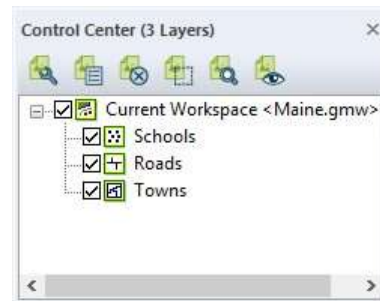 Control Center (3 Layers)
Current Workspace <Maine.gmw>
Schools
Roads
Towns